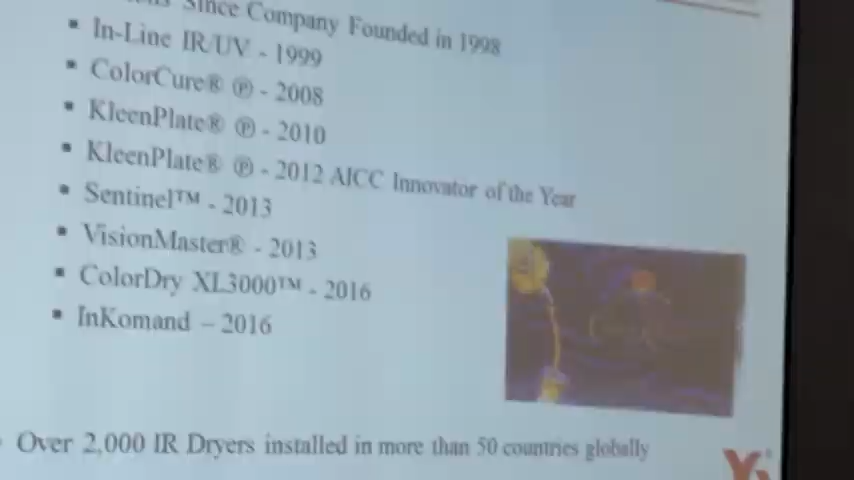 Since Company Founded in 1998
▪ In-Line IR/UV - 1999
▪ ColorCure® ℗ - 2008
▪ KleenPlate® ℗ - 2010
▪ KleenPlate® ℗ - 2012 AICC Innovator of the Year
▪ Sentinel™ - 2013
▪ VisionMaster® - 2013
▪ ColorDry XL3000™ - 2016
▪ InKomand – 2016
Over 2,000 IR Dryers installed in more than 50 countries globally